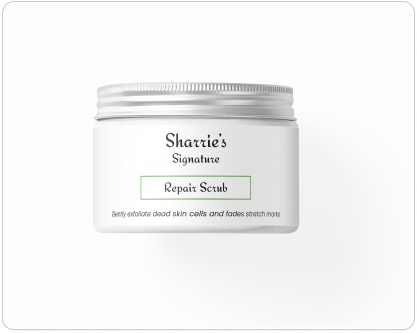 Sharrie's
Signature
Repair Scrub
Gently exfoliate dead skin cells and fades stretch marks